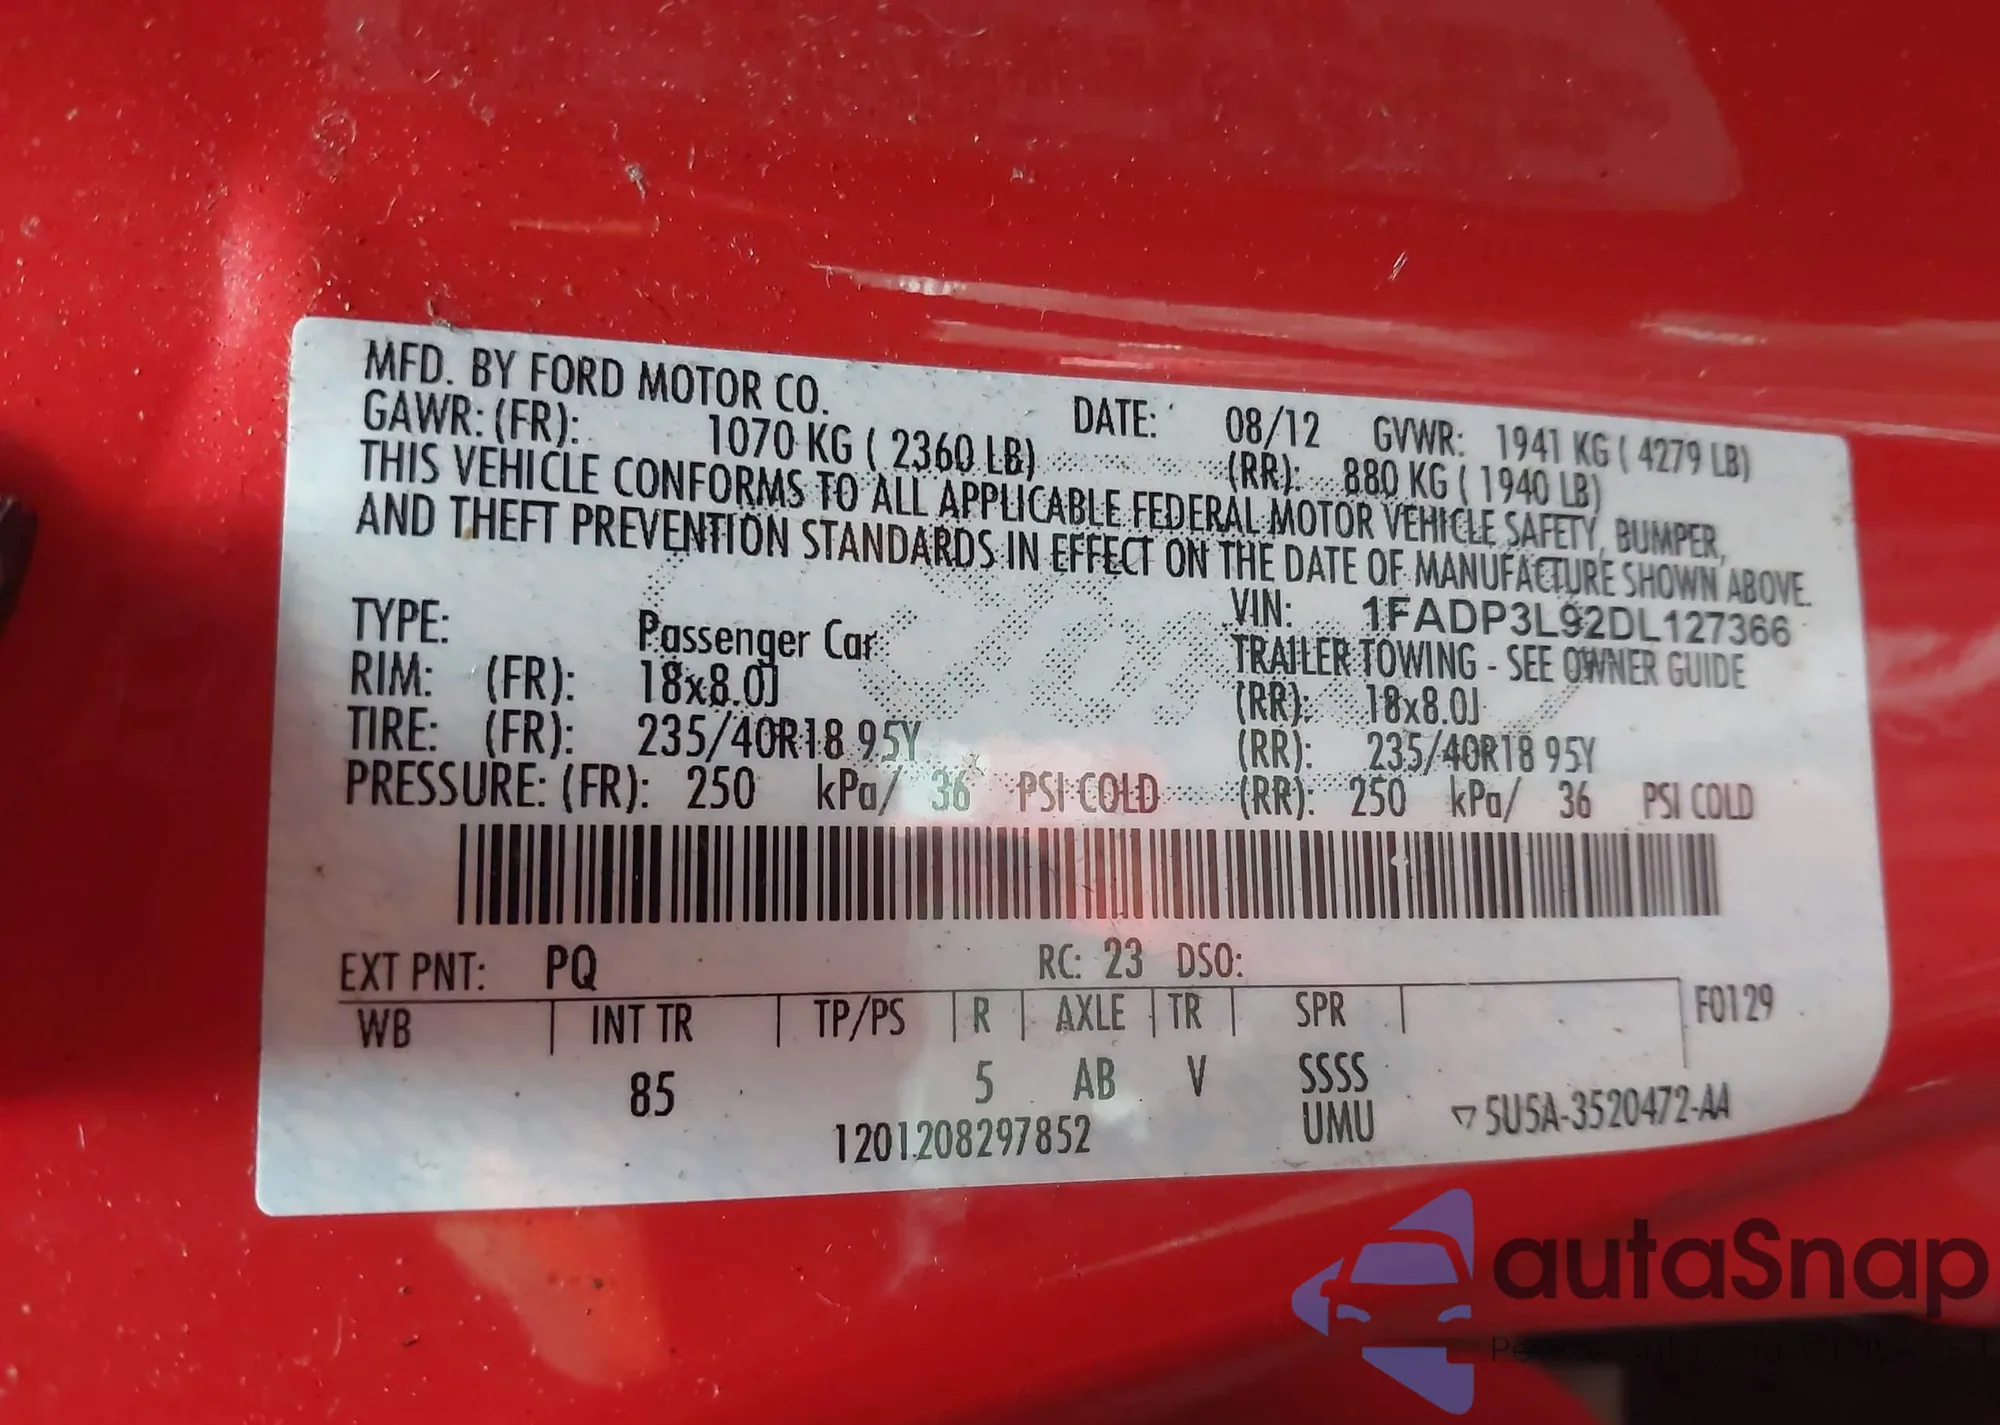 MFD. BY FORD MOTOR CO.
DATE: 08/12 GVWR: 1941 KG ( 4279 LB)
GAWR: (FR): 1070 KG ( 2360 LB) (RR): 880 KG ( 1940 LB)
THIS VEHICLE CONFORMS TO ALL APPLICABLE FEDERAL MOTOR VEHICLE SAFETY, BUMPER,
AND THEFT PREVENTION STANDARDS IN EFFECT ON THE DATE OF MANUFACTURE SHOWN ABOVE.
VIN: 1FADP3L92DL127366
TYPE: Passenger Car TRAILER TOWING - SEE OWNER GUIDE
RIM: (FR): 18x8.0J (RR): 18x8.0J
TIRE: (FR): 235/40R18 95Y (RR): 235/40R18 95Y
PRESSURE: (FR): 250 kPa/ 36 PSI COLD (RR): 250 kPa/ 36 PSI COLD
EXT PNT: PQ RC: 23 DSO:
WB INT TR TP/PS R AXLE TR SPR F0129
85 5 AB V SSSS
1201208297852 UMU ▽5U5A-3520472-AA
autaSnap